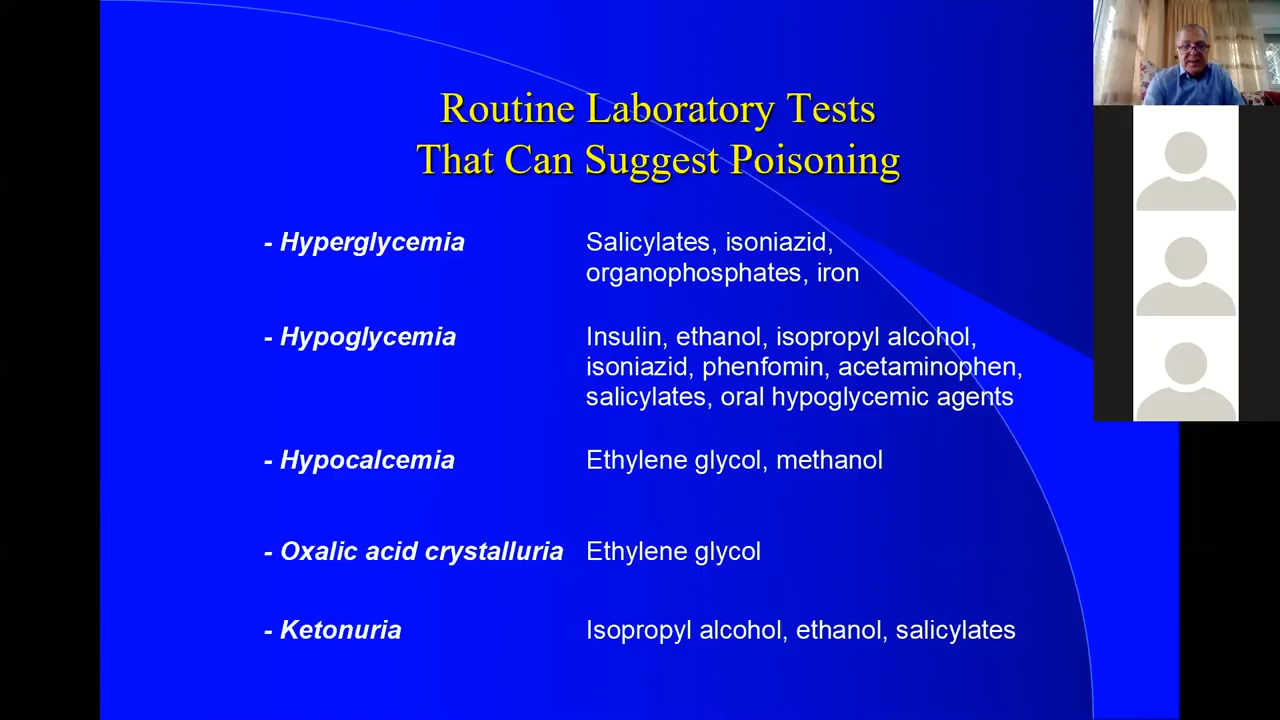 Routine Laboratory Tests
That Can Suggest Poisoning
- Hyperglycemia Salicylates, isoniazid,
organophosphates, iron
- Hypoglycemia Insulin, ethanol, isopropyl alcohol,
isoniazid, phenfomin, acetaminophen,
salicylates, oral hypoglycemic agents
- Hypocalcemia Ethylene glycol, methanol
- Oxalic acid crystalluria Ethylene glycol
- Ketonuria Isopropyl alcohol, ethanol, salicylates